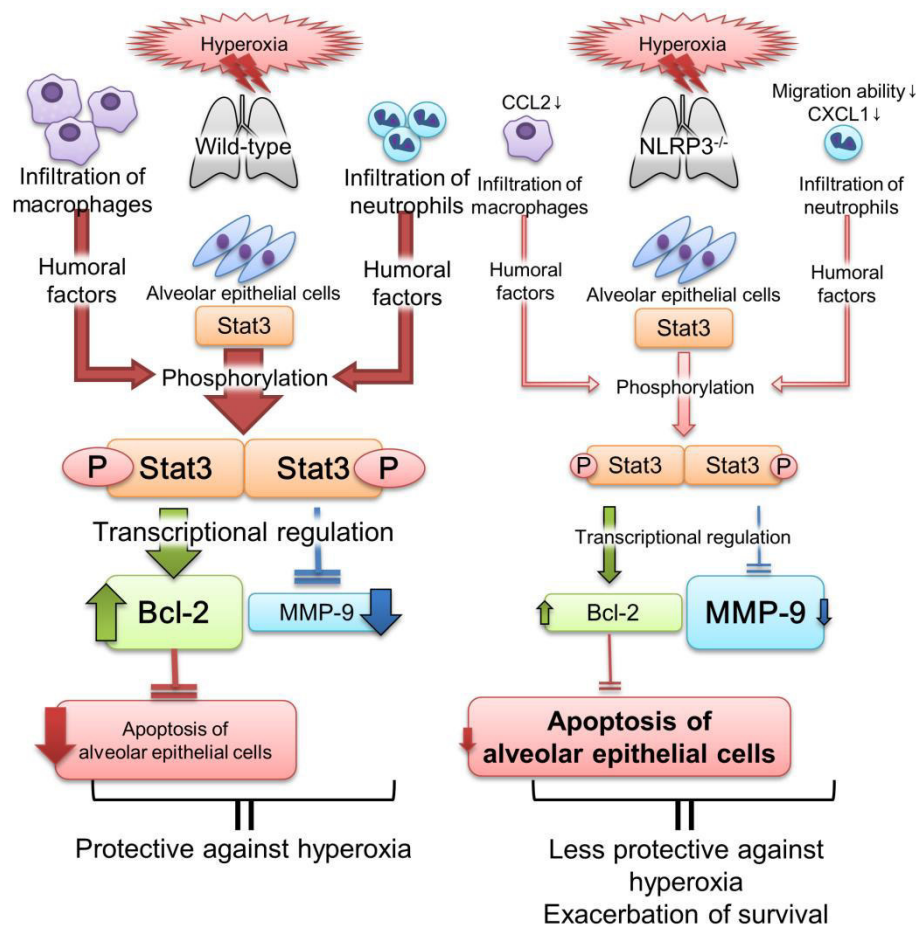 Hyperoxia
Wild-type
Infiltration of
macrophages
Infiltration of
neutrophils
Humoral
factors
Humoral
factors
Alveolar epithelial cells
Stat3
Phosphorylation
P
Stat3
Stat3
P
Transcriptional regulation
Bcl-2
MMP-9
Apoptosis of
alveolar epithelial cells
Protective against hyperoxia
Hyperoxia
CCL2↓
NLRP3-/-
Migration ability↓
CXCL1↓
Infiltration of
macrophages
Infiltration of
neutrophils
Humoral
factors
Humoral
factors
Alveolar epithelial cells
Stat3
Phosphorylation
P
Stat3
Stat3
P
Transcriptional regulation
Bcl-2
MMP-9
Apoptosis of
alveolar epithelial cells
Less protective against
hyperoxia
Exacerbation of survival